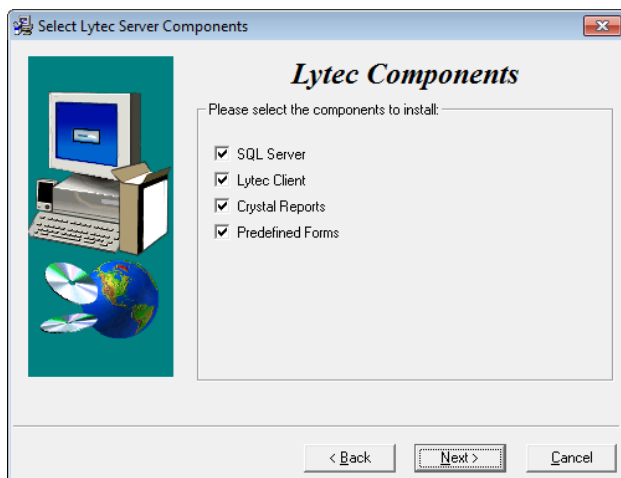 Select Lytec Server Components
Lytec Components
Please select the components to install:
SQL Server
Lytec Client
Crystal Reports
Predefined Forms
< Back
Next >
Cancel